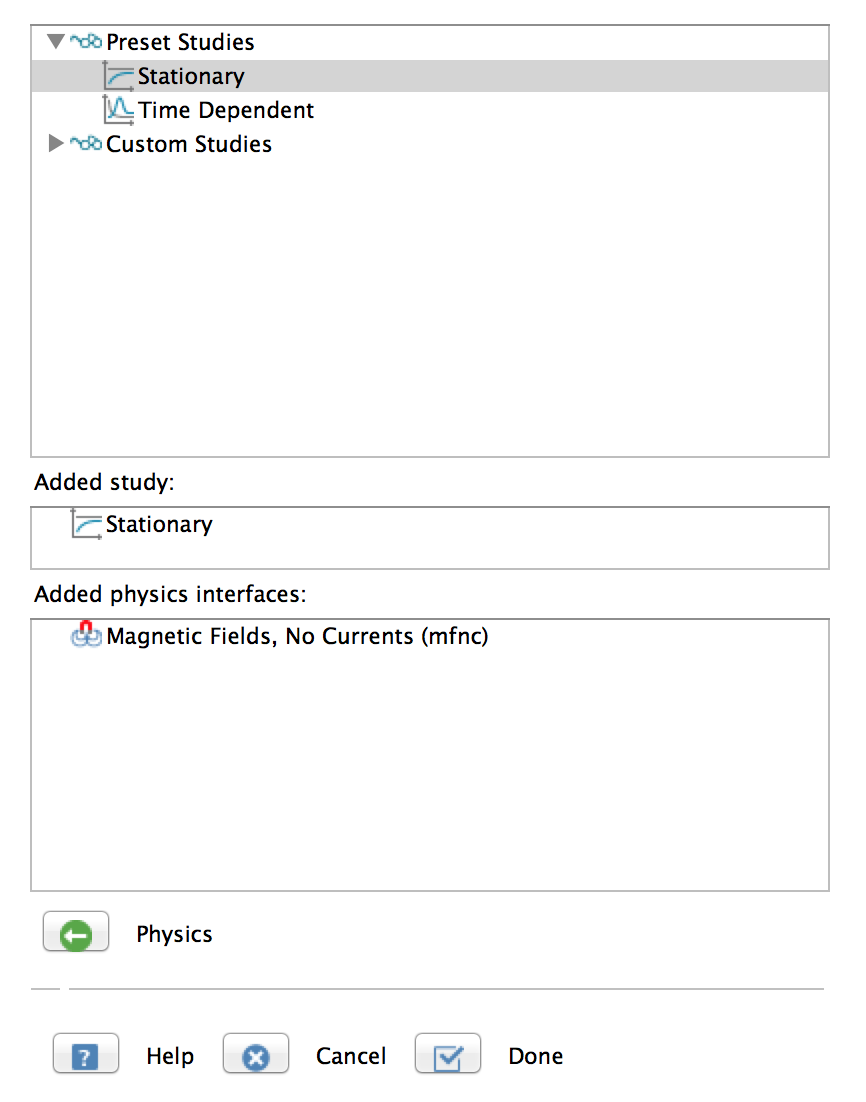 Preset Studies
Stationary
Time Dependent
Custom Studies
Added study:
Stationary
Added physics interfaces:
Magnetic Fields, No Currents (mfnc)
Physics
? Help Cancel Done